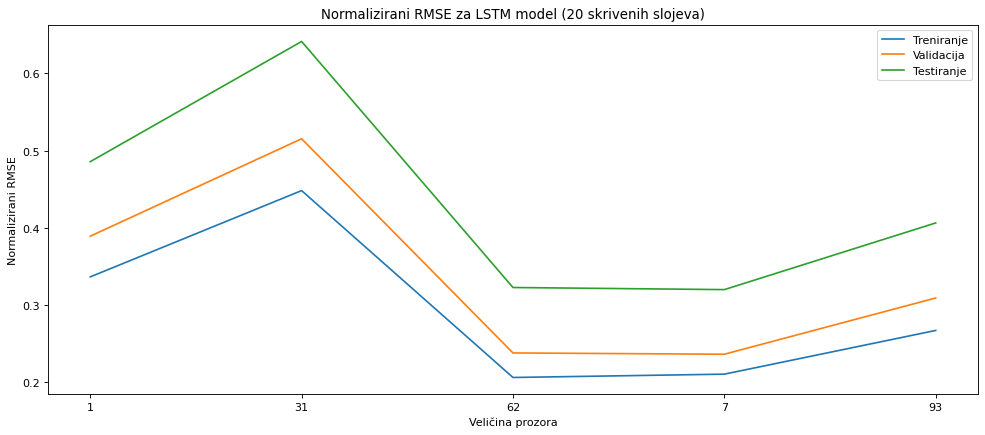 Normalizirani RMSE za LSTM model (20 skrivenih slojeva)
Treniranje
Validacija
Testiranje
Normalizirani RMSE
0.6
0.5
0.4
0.3
0.2
1 31 62 7 93
Veličina prozora